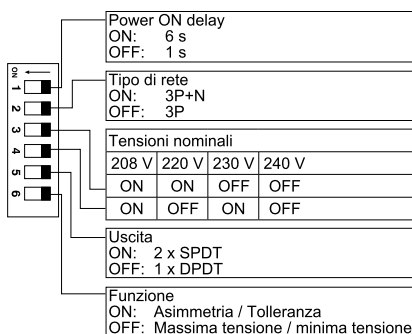 Power ON delay
ON: 6 s
OFF: 1 s
Tipo di rete
ON: 3P+N
OFF: 3P
Tensioni nominali
208 V 220 V 230 V 240 V
ON ON OFF OFF
ON OFF ON OFF
Uscita
ON: 2 x SPDT
OFF: 1 x DPDT
Funzione
ON: Asimmetria / Tolleranza
OFF: Massima tensione / minima tensione
ON
1
2
3
4
5
6